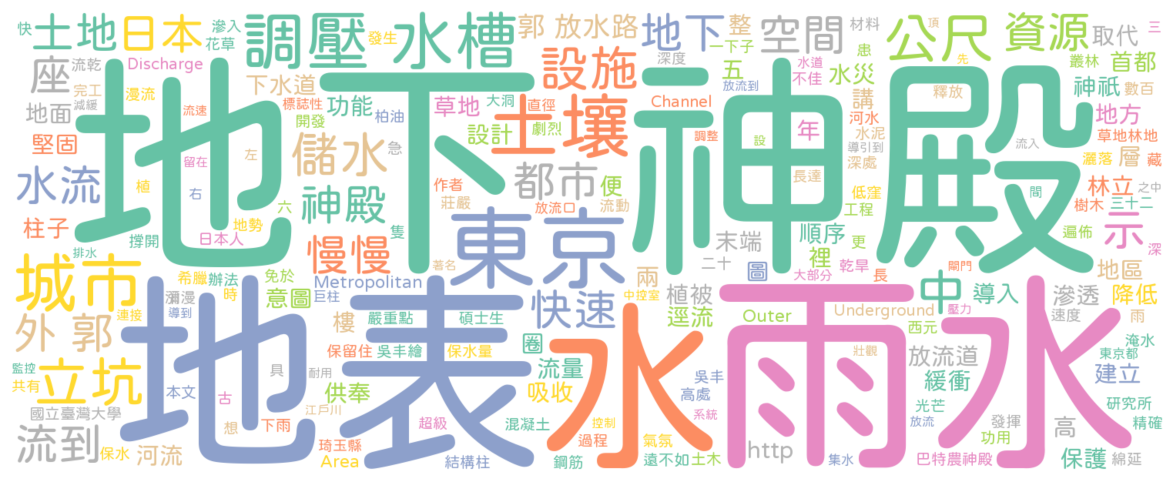 快 土地 日本 滲入 花草 調壓 發生 水槽 郭 放水路 地下 整 空間 材料 公尺 資源 三
座 流乾 Discharge 下水道 設施 一下子 深度 患 取代
完工 減緩 漫流 流速 標誌性 功能 柏油 草地 大洞 直徑 Channel 五 水道 不佳 水災 放流到 叢林 先 頂 首都
地面 開發 設計 劇烈 土壤 調整 年 講 河水 釋放 神祇 數百
堅固 留在 左 儲水 急 設 水泥 導引到 深處 流入 地方 草地林地
地下神殿
水流 植 右 神殿 作者 莊嚴 都市 便 流動 放流口 長達 低窪 工程 間 灑落 層 藏
柱子 地勢 六 隻 林立 之中 樹木 三十二
撐開 日本人 慢慢 東京 末端 裡 順序 更 遍佈 示 深
排水 二十 圖 乾旱 閘門
城市 希臘 辦法 免於 著名 兩 大部分 長 地區
瀰漫 連接 導到 時 意圖 Metropolitan 巨柱 中控室 快速 植被 中 導入 壓力 滲透 降低
外 郭 樓 嚴重點 碩士生 逕流 Outer Underground 西元 速度 雨 淹水
監控 立坑 具 保留住 吳丰繪 保水量 圈 流量 壯觀 放流道 東京都
共有 本文 耐用 供奉 吸收 吳丰 高處 緩衝 建立
地表 水 雨水
國立臺灣大學 古 江戶川 超級 混凝土 控制 系統 光芒 發揮 研究所
流到 想 下雨 琦玉縣 過程 氣氛 http 功用 高 精確
保水 河流 Area 結構柱 鋼筋 遠不如 土木 集水 放流 巴特農神殿 保護 綿延